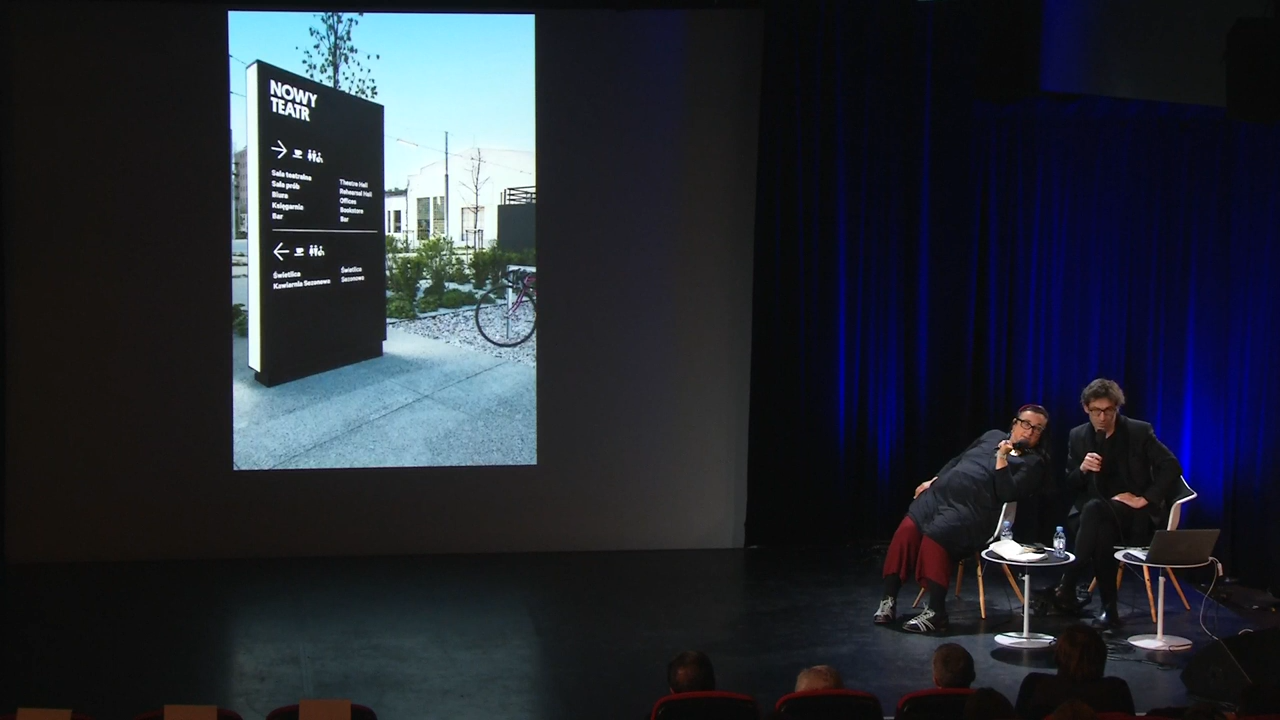 NOWY
TEATR
Sala teatralna
Sala prób
Biura
Księgarnia
Bar
Theatre Hall
Rehearsal Hall
Offices
Bookstore
Bar
Świetlica
Kawiarnia Sezonowa
Świetlica
Sezonowa